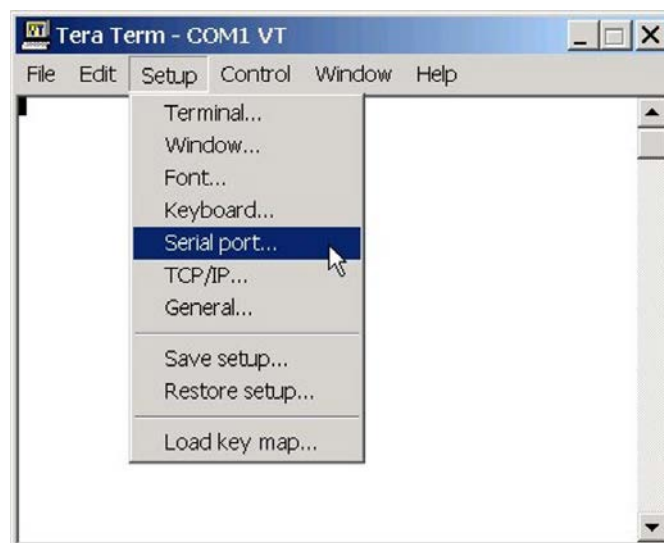 Tera Term - COM1 VT
File Edit Setup Control Window Help
Terminal...
Window...
Font...
Keyboard...
Serial port...
TCP/IP...
General...
Save setup...
Restore setup...
Load key map...